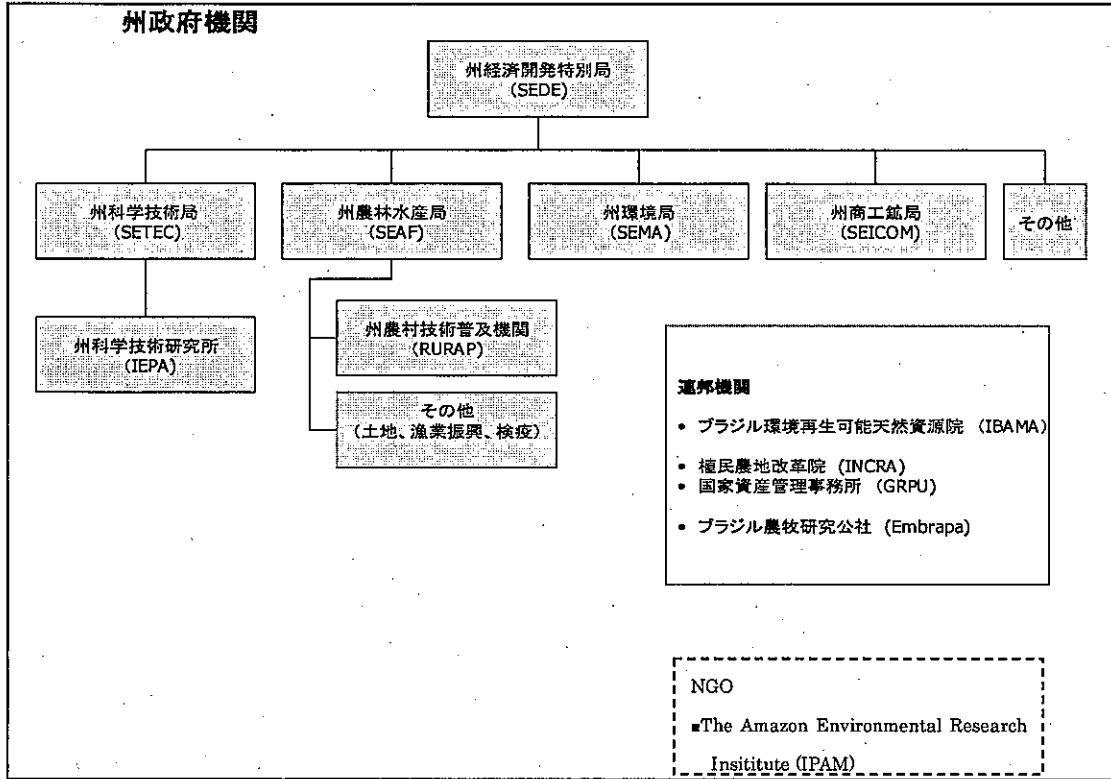 州政府機関
州経済開発特別局
(SEDE)
州科学技術局
(SETEC)
州農林水産局
(SEAF)
州環境局
(SEMA)
州商工鉱局
(SEICOM)
その他
州科学技術研究所
(IEPA)
州農村技術普及機関
(RURAP)
その他
(土地、漁業振興、検疫)
連邦機関
• ブラジル環境再生可能天然資源院 (IBAMA)
•植民農地改革院 (INCRA)
• 国家資産管理事務所 (GRPU)
• ブラジル農牧研究公社 (Embrapa)
NGO
■The Amazon Environmental Research
Insititute (IPAM)